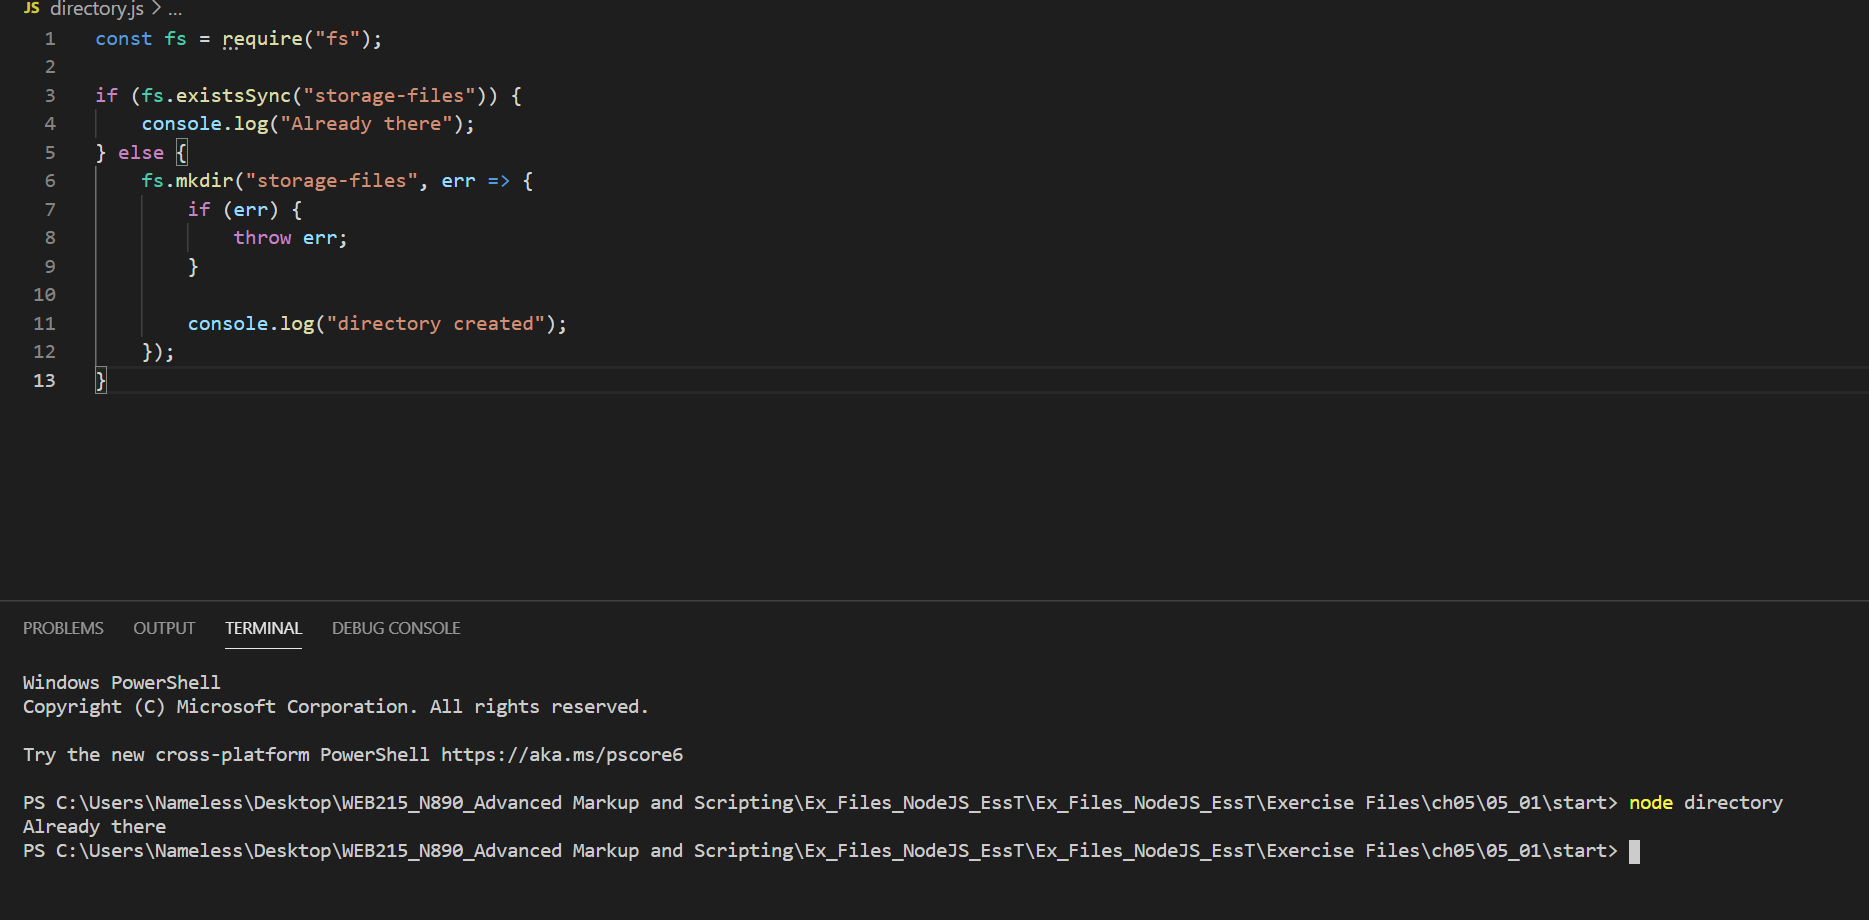 JS directory.js > ...
1 const fs = require("fs");
2
3 if (fs.existsSync("storage-files")) {
4     console.log("Already there");
5 } else {
6     fs.mkdir("storage-files", err => {
7         if (err) {
8             throw err;
9         }
10
11         console.log("directory created");
12     });
13 }
PROBLEMS OUTPUT TERMINAL DEBUG CONSOLE
Windows PowerShell
Copyright (C) Microsoft Corporation. All rights reserved.
Try the new cross-platform PowerShell https://aka.ms/pscore6
PS C:\Users\Nameless\Desktop\WEB215_N890_Advanced Markup and Scripting\Ex_Files_NodeJS_EssT\Ex_Files_NodeJS_EssT\Exercise Files\ch05\05_01\start> node directory
Already there
PS C:\Users\Nameless\Desktop\WEB215_N890_Advanced Markup and Scripting\Ex_Files_NodeJS_EssT\Ex_Files_NodeJS_EssT\Exercise Files\ch05\05_01\start>